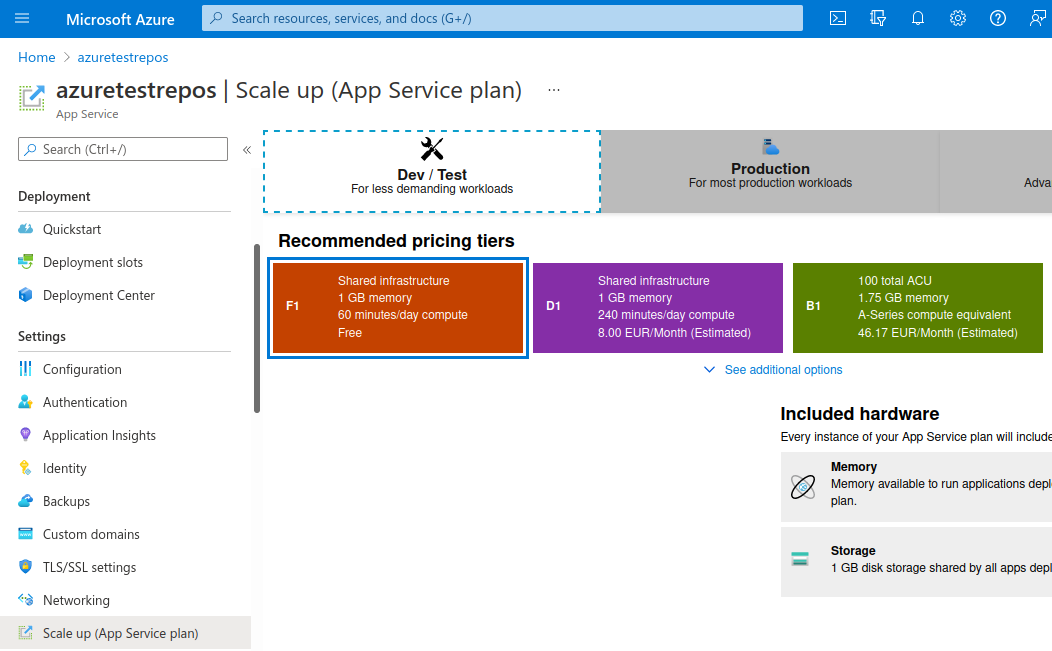 Microsoft Azure
Search resources, services, and docs (G+/)
Home > azuretestrepos
azuretestrepos | Scale up (App Service plan) ...
App Service
Search (Ctrl+/)
«
Deployment
Quickstart
Deployment slots
Deployment Center
Settings
Configuration
Authentication
Application Insights
Identity
Backups
Custom domains
TLS/SSL settings
Networking
Scale up (App Service plan)
Dev / Test
For less demanding workloads
Production
For most production workloads
Adva
Recommended pricing tiers
F1
Shared infrastructure
1 GB memory
60 minutes/day compute
Free
D1
Shared infrastructure
1 GB memory
240 minutes/day compute
8.00 EUR/Month (Estimated)
B1
100 total ACU
1.75 GB memory
A-Series compute equivalent
46.17 EUR/Month (Estimated)
See additional options
Included hardware
Every instance of your App Service plan will include
Memory
Memory available to run applications depl
plan.
Storage
1 GB disk storage shared by all apps depl